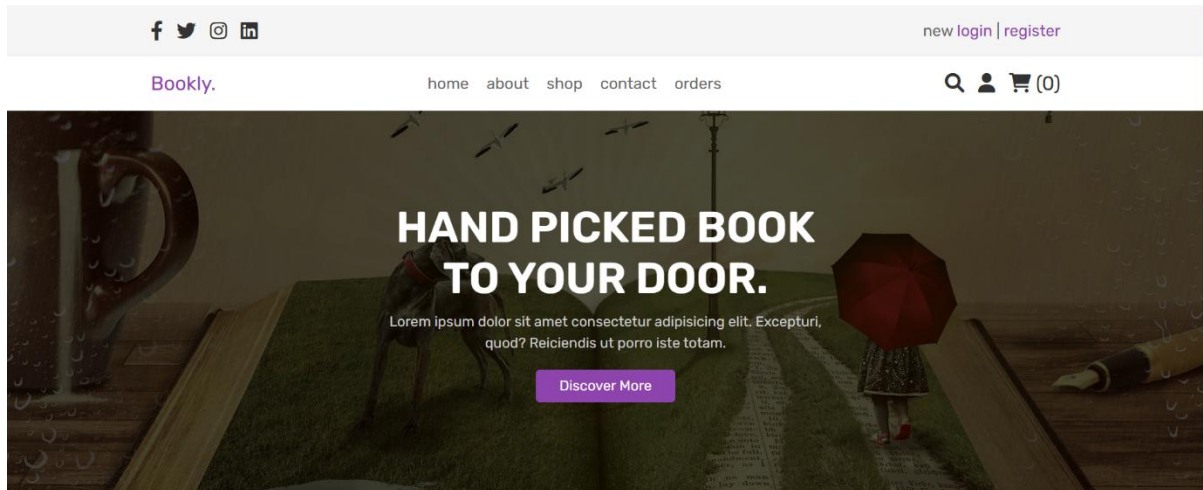 new login | register
Bookly.
home about shop contact orders
(0)
HAND PICKED BOOK
TO YOUR DOOR.
Lorem ipsum dolor sit amet consectetur adipisicing elit. Excepturi,
quod? Reiciendis ut porro iste totam.
Discover More